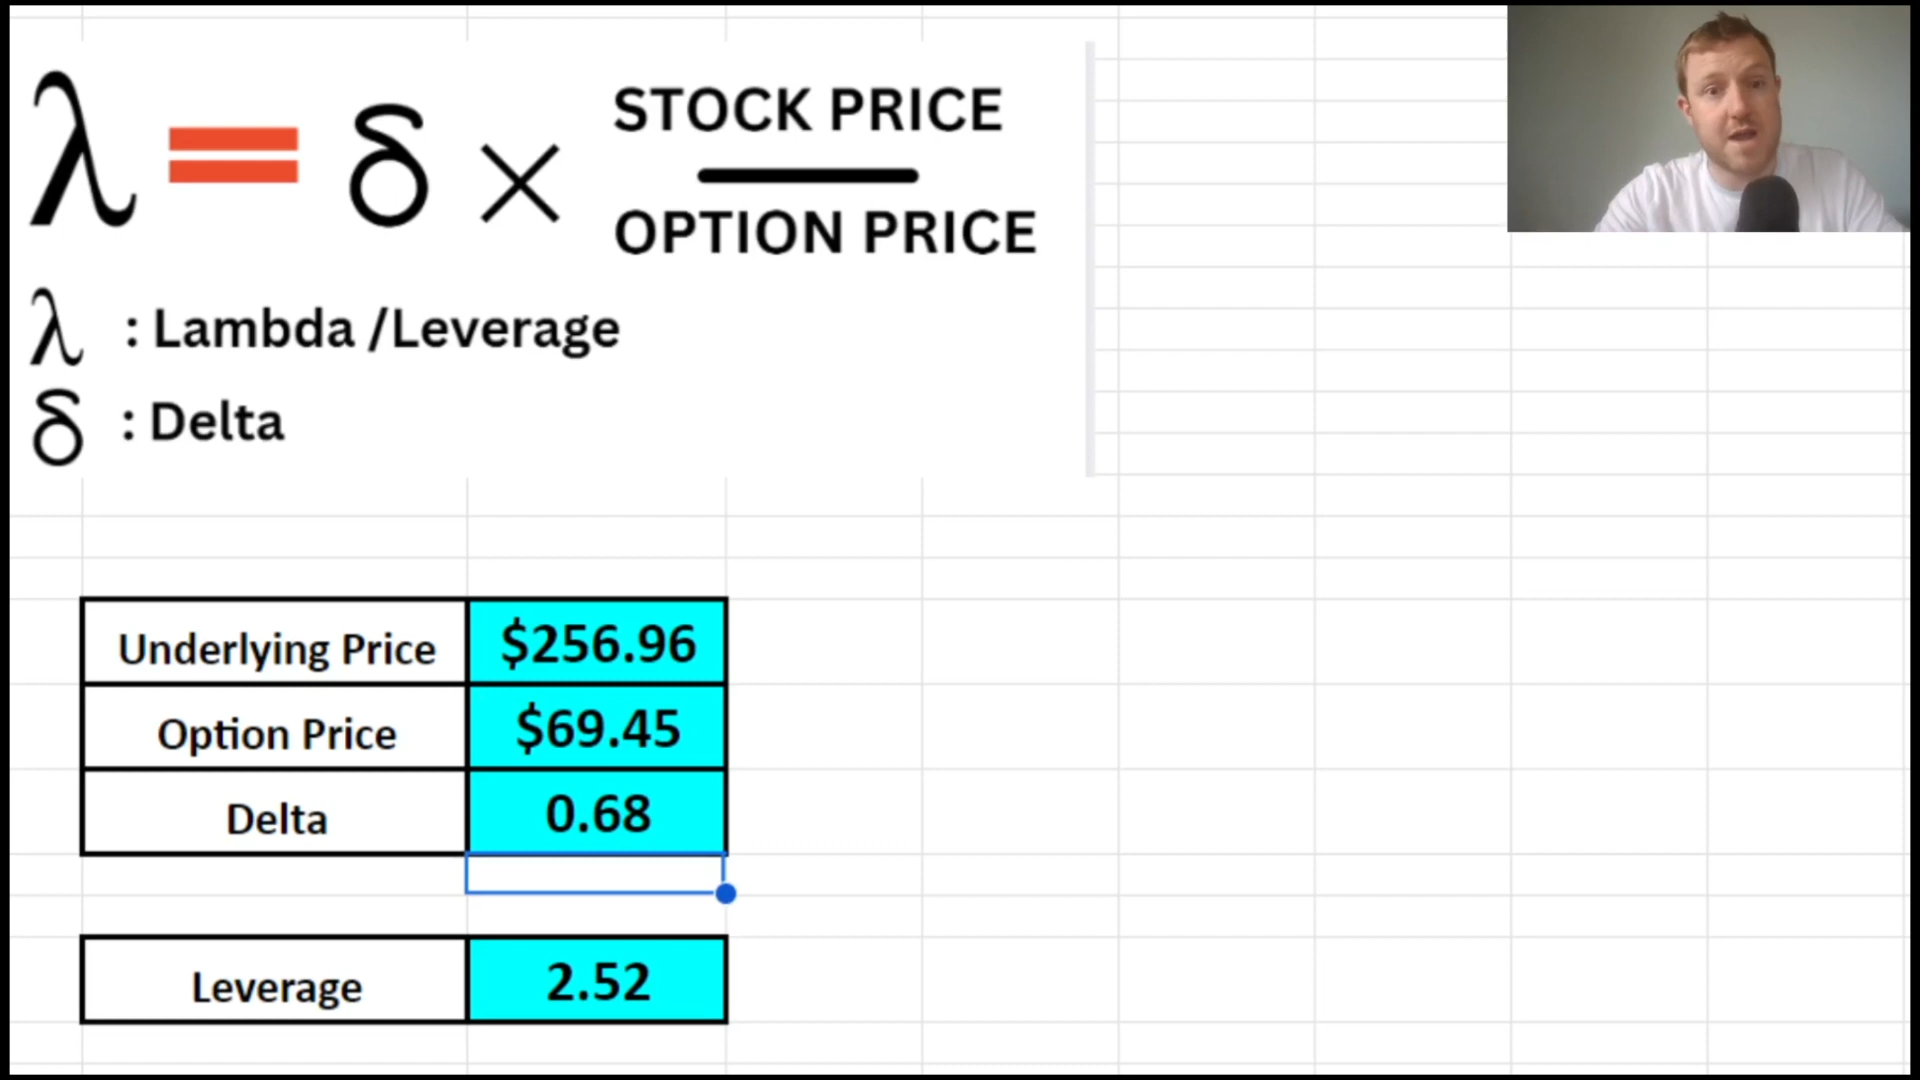 λ = δ × STOCK PRICE
OPTION PRICE
λ : Lambda /Leverage
δ : Delta
Underlying Price $256.96
Option Price $69.45
Delta 0.68
Leverage 2.52